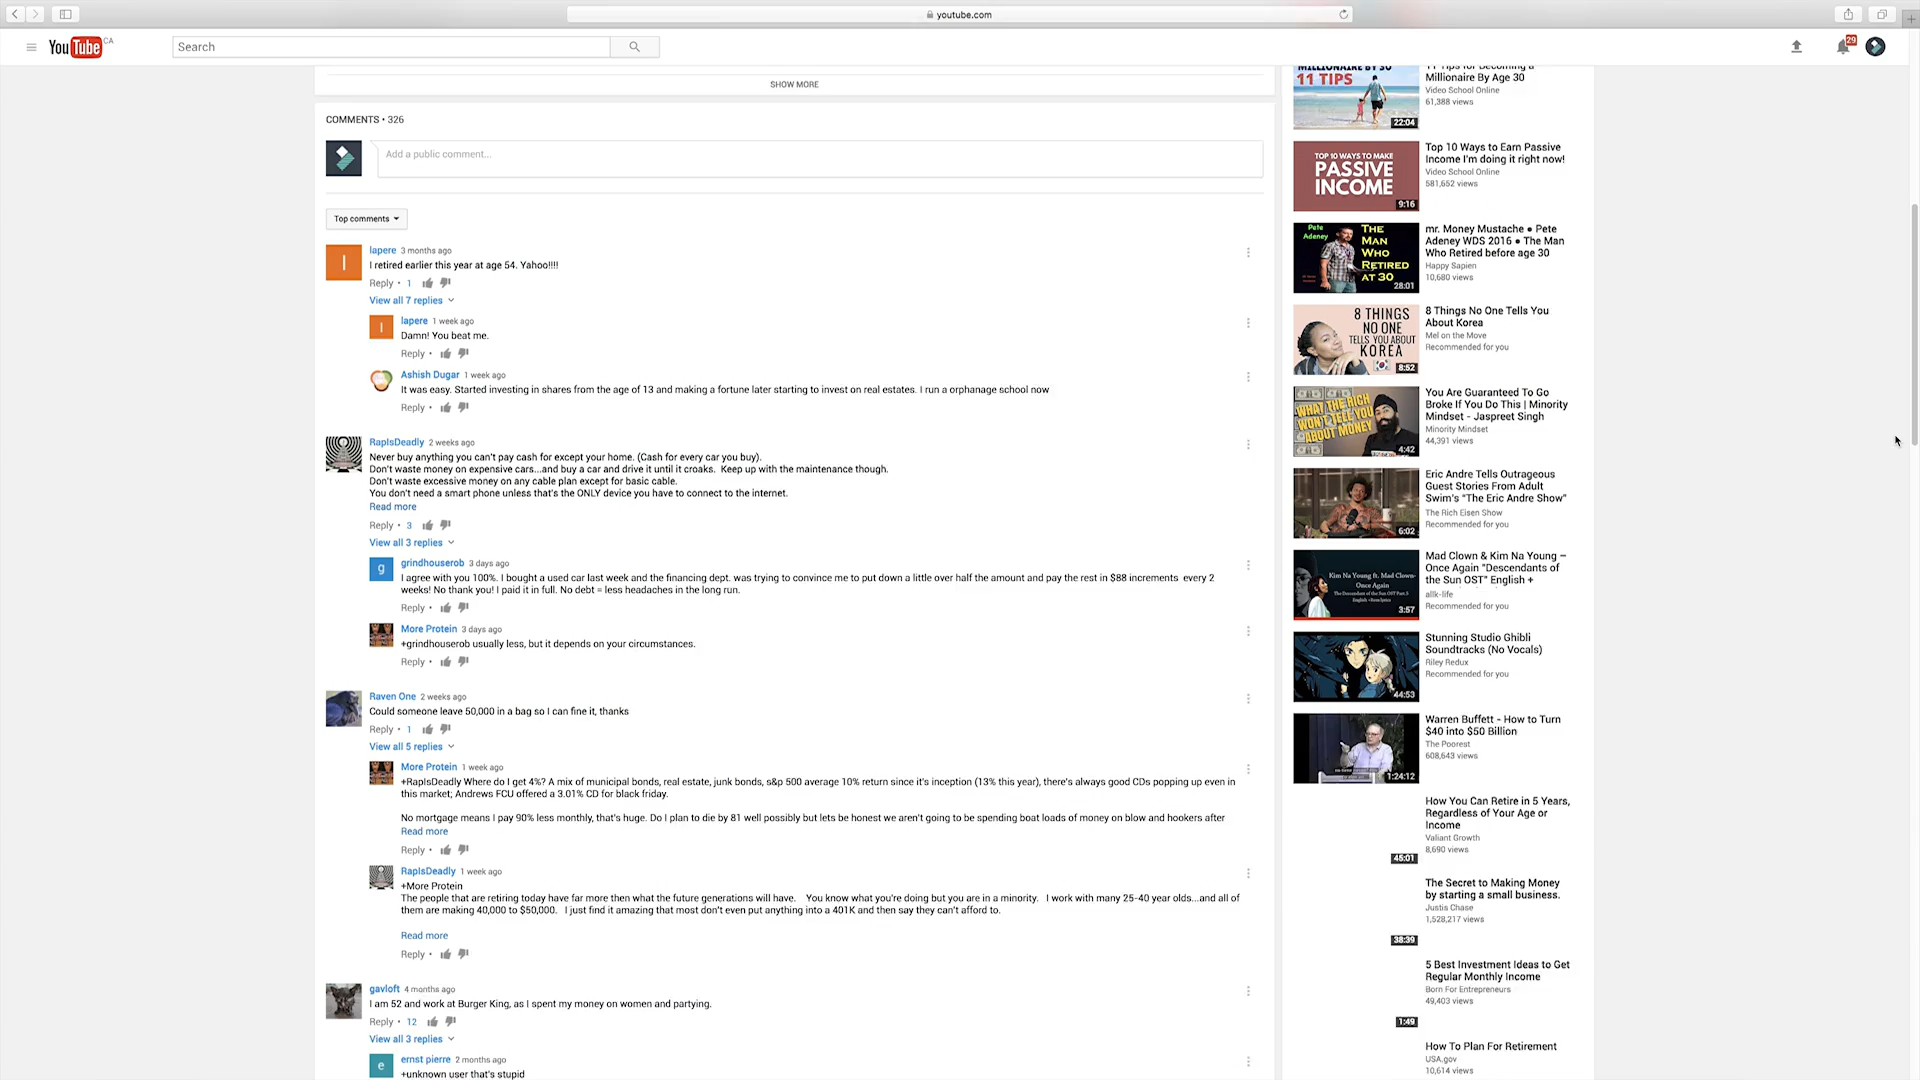 youtube.com
YouTube CA
Search
29
SHOW MORE
COMMENTS • 326
Add a public comment...
Top comments
lapere 3 months ago
I retired earlier this year at age 54. Yahoo!!!!
Reply • 1
View all 7 replies
lapere 1 week ago
Damn! You beat me.
Reply •
Ashish Dugar 1 week ago
It was easy. Started investing in shares from the age of 13 and making a fortune later starting to invest on real estates. I run a orphanage school now
Reply •
RapIsDeadly 2 weeks ago
Never buy anything you can't pay cash for except your home. (Cash for every car you buy).
Don't waste money on expensive cars...and buy a car and drive it until it croaks. Keep up with the maintenance though.
Don't waste excessive money on any cable plan except for basic cable.
You don't need a smart phone unless that's the ONLY device you have to connect to the internet.
Read more
Reply • 3
View all 3 replies
g
grindhouserob 3 days ago
I agree with you 100%. I bought a used car last week and the financing dept. was trying to convince me to put down a little over half the amount and pay the rest in $88 increments every 2
weeks! No thank you! I paid it in full. No debt = less headaches in the long run.
Reply •
More Protein 3 days ago
+grindhouserob usually less, but it depends on your circumstances.
Reply •
Raven One 2 weeks ago
Could someone leave 50,000 in a bag so I can fine it, thanks
Reply • 1
View all 5 replies
More Protein 1 week ago
+RapIsDeadly Where do I get 4%? A mix of municipal bonds, real estate, junk bonds, s&p 500 average 10% return since it's inception (13% this year), there's always good CDs popping up even in
this market; Andrews FCU offered a 3.01% CD for black friday.
No mortgage means I pay 90% less monthly, that's huge. Do I plan to die by 81 well possibly but lets be honest we aren't going to be spending boat loads of money on blow and hookers after
Read more
Reply •
RapIsDeadly 1 week ago
+More Protein
The people that are retiring today have far more then what the future generations will have. You know what you're doing but you are in a minority. I work with many 25-40 year olds...and all of
them are making 40,000 to $50,000. I just find it amazing that most don't even put anything into a 401K and then say they can't afford to.
Read more
Reply •
gavloft 4 months ago
I am 52 and work at Burger King, as I spent my money on women and partying.
Reply • 12
View all 3 replies
e
ernst pierre 2 months ago
+unknown user that's stupid
MILLIONAIRE BY 30
11 TIPS
22:04
11 Tips for Becoming a
Millionaire By Age 30
Video School Online
61,388 views
TOP 10 WAYS TO MAKE
PASSIVE
INCOME
9:16
Top 10 Ways to Earn Passive
Income I'm doing it right now!
Video School Online
581,652 views
Pete
Adeney
THE
MAN
WHO
RETIRED
AT 30
28:01
mr. Money Mustache ● Pete
Adeney WDS 2016 ● The Man
Who Retired before age 30
Happy Sapien
10,680 views
8 THINGS
NO ONE
TELLS YOU
ABOUT
KOREA
8:52
8 Things No One Tells You
About Korea
Mel on the Move
Recommended for you
WHAT THE RICH
WON'T TELL YOU
ABOUT MONEY
4:42
You Are Guaranteed To Go
Broke If You Do This | Minority
Mindset - Jaspreet Singh
Minority Mindset
44,391 views
6:02
Eric Andre Tells Outrageous
Guest Stories From Adult
Swim's "The Eric Andre Show"
The Rich Eisen Show
Recommended for you
Kim Na Young ft. Mad Clown-
Once Again
3:57
Mad Clown & Kim Na Young –
Once Again "Descendants of
the Sun OST" English +
allk-life
Recommended for you
44:53
Stunning Studio Ghibli
Soundtracks (No Vocals)
Riley Redux
Recommended for you
1:24:12
Warren Buffett - How to Turn
$40 into $50 Billion
The Poorest
608,643 views
45:01
How You Can Retire in 5 Years,
Regardless of Your Age or
Income
Valiant Growth
8,690 views
38:39
The Secret to Making Money
by starting a small business.
Justis Chase
1,528,217 views
1:49
5 Best Investment Ideas to Get
Regular Monthly Income
Born For Entrepreneurs
49,403 views
How To Plan For Retirement
USA.gov
10,614 views